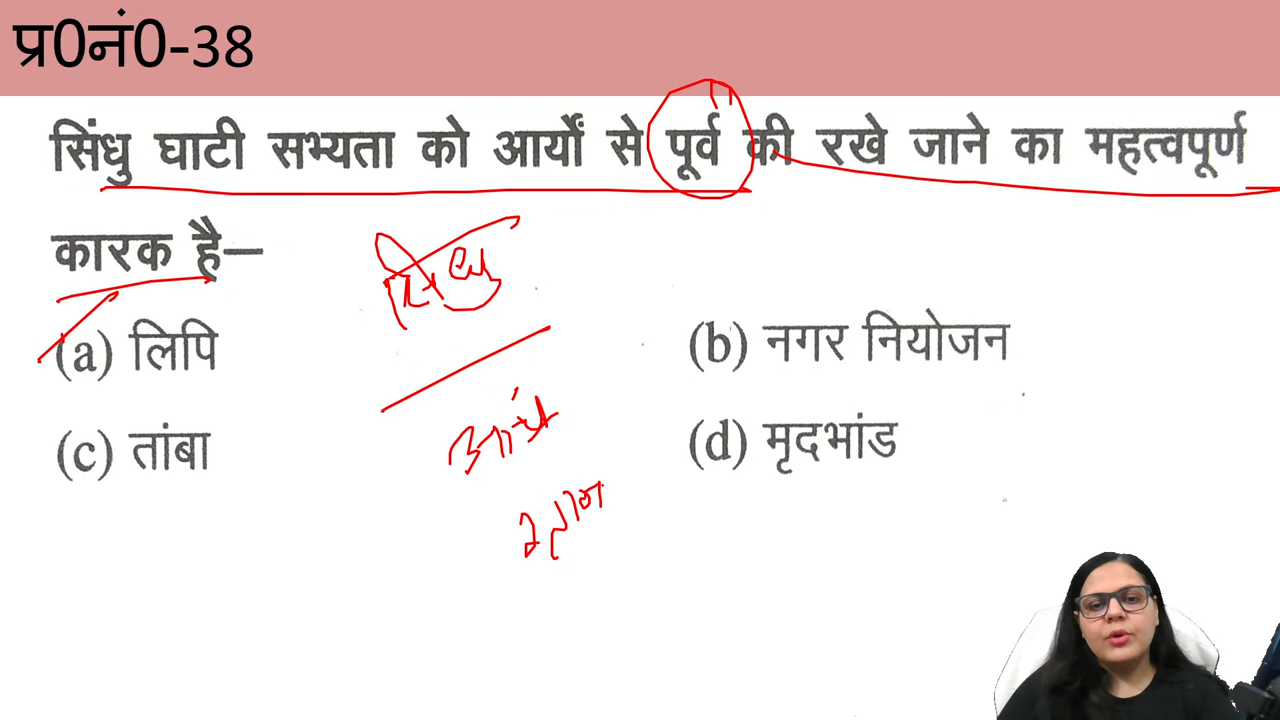 प्र0नं0-38
सिंधु घाटी सभ्यता को आर्यों से पूर्व की रखे जाने का महत्वपूर्ण
कारक है–
(a) लिपि (b) नगर नियोजन
सिंधु
(c) तांबा (d) मृदभांड